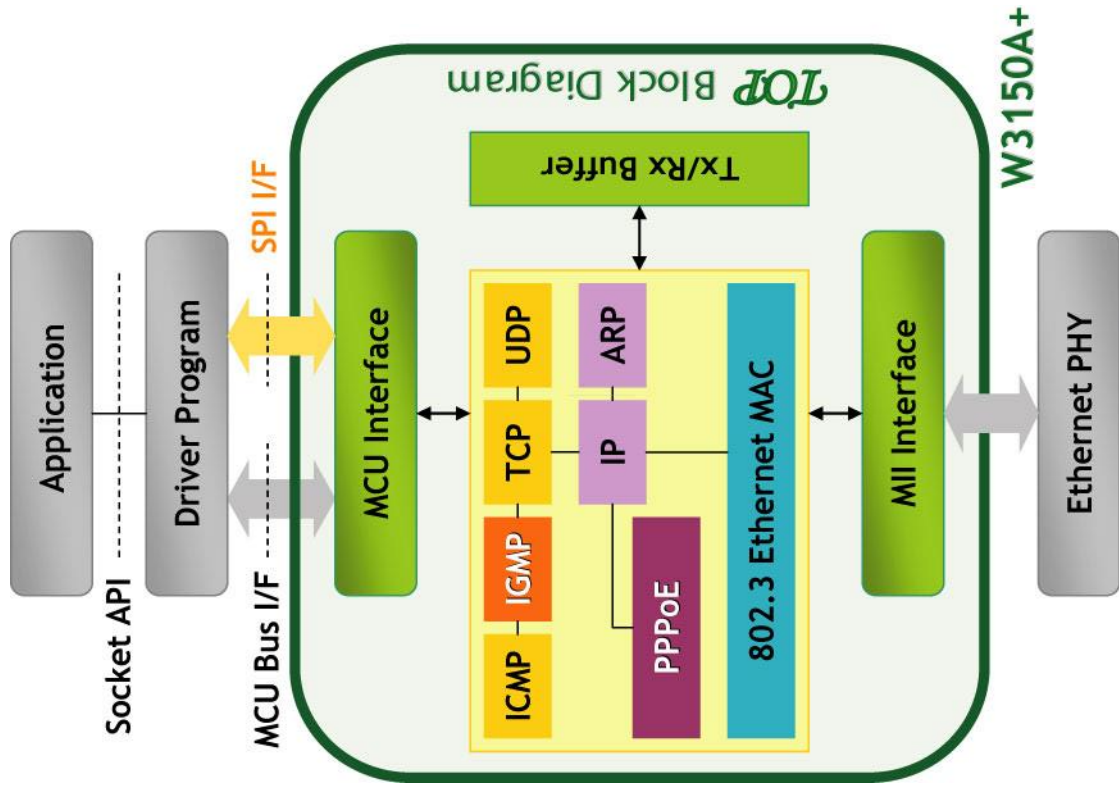 Application
Socket API
Driver Program
MCU Bus I/F
SPI I/F
MCU Interface
TOP Block Diagram
ICMP
IGMP
TCP
UDP
IP
ARP
PPPoE
802.3 Ethernet MAC
Tx/Rx Buffer
MII Interface
W3150A+
Ethernet PHY